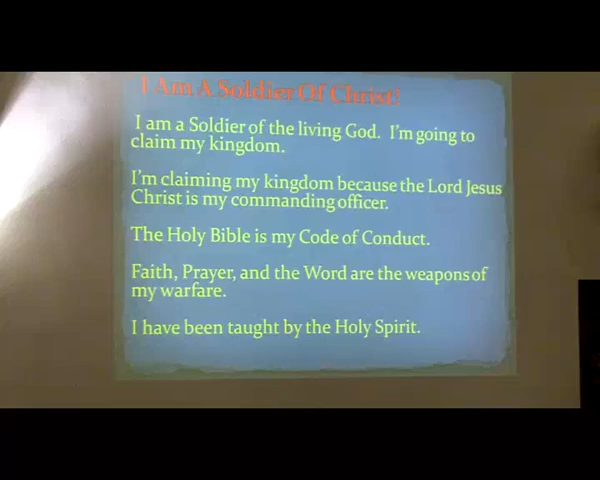 I Am A Soldier Of Christ!
I am a Soldier of the living God. I'm going to
claim my kingdom.
I'm claiming my kingdom because the Lord Jesus
Christ is my commanding officer.
The Holy Bible is my Code of Conduct.
Faith, Prayer, and the Word are the weapons of
my warfare.
I have been taught by the Holy Spirit.